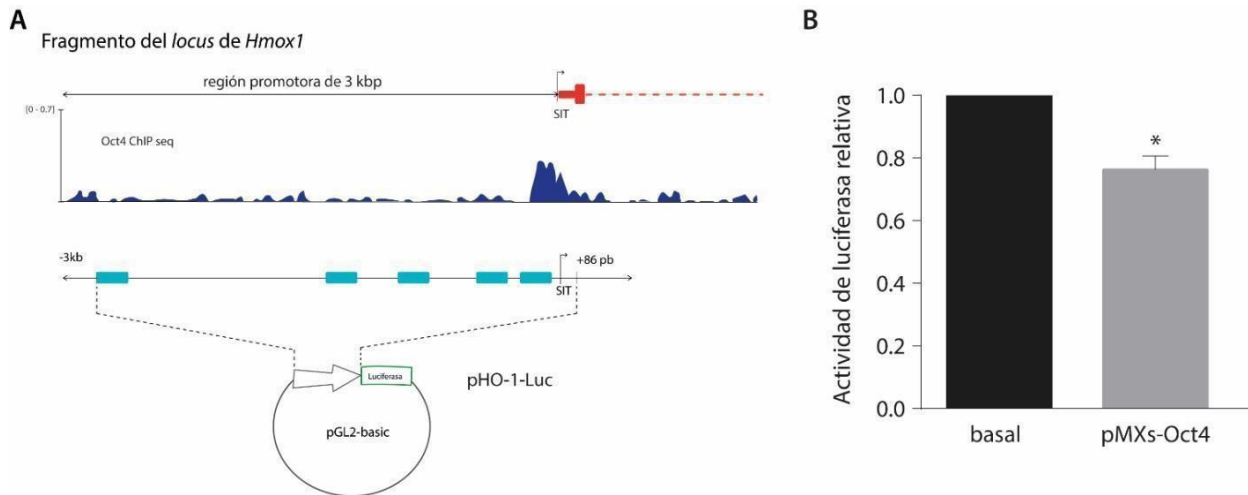 A
Fragmento del locus de Hmox1
región promotora de 3 kbp
SIT
[0 - 0.7]
Oct4 ChIP seq
-3kb
+86 pb
SIT
Luciferasa
pHO-1-Luc
pGL2-basic
B
Actividad de luciferasa relativa
1.0
0.8
0.6
0.4
0.2
0.0
*
basal
pMXs-Oct4